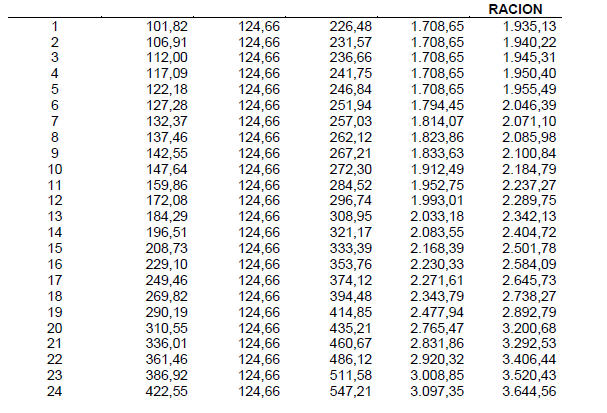 RACION
1 101,82 124,66 226,48 1.708,65 1.935,13
2 106,91 124,66 231,57 1.708,65 1.940,22
3 112,00 124,66 236,66 1.708,65 1.945,31
4 117,09 124,66 241,75 1.708,65 1.950,40
5 122,18 124,66 246,84 1.708,65 1.955,49
6 127,28 124,66 251,94 1.794,45 2.046,39
7 132,37 124,66 257,03 1.814,07 2.071,10
8 137,46 124,66 262,12 1.823,86 2.085,98
9 142,55 124,66 267,21 1.833,63 2.100,84
10 147,64 124,66 272,30 1.912,49 2.184,79
11 159,86 124,66 284,52 1.952,75 2.237,27
12 172,08 124,66 296,74 1.993,01 2.289,75
13 184,29 124,66 308,95 2.033,18 2.342,13
14 196,51 124,66 321,17 2.083,55 2.404,72
15 208,73 124,66 333,39 2.168,39 2.501,78
16 229,10 124,66 353,76 2.230,33 2.584,09
17 249,46 124,66 374,12 2.271,61 2.645,73
18 269,82 124,66 394,48 2.343,79 2.738,27
19 290,19 124,66 414,85 2.477,94 2.892,79
20 310,55 124,66 435,21 2.765,47 3.200,68
21 336,01 124,66 460,67 2.831,86 3.292,53
22 361,46 124,66 486,12 2.920,32 3.406,44
23 386,92 124,66 511,58 3.008,85 3.520,43
24 422,55 124,66 547,21 3.097,35 3.644,56